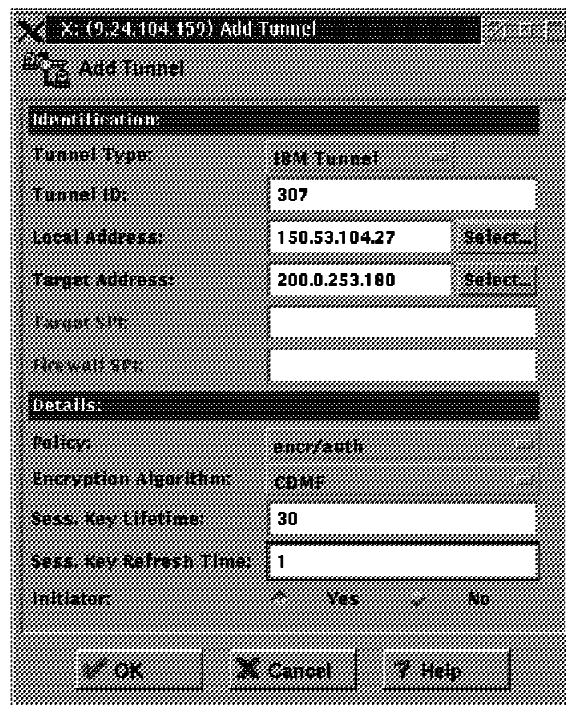 X: (9.24.104.159) Add Tunnel
Add Tunnel
Identification:
Tunnel Type: IBM Tunnel
Tunnel ID: 307
Local Address: 150.53.104.27 Select...
Target Address: 200.0.253.180 Select...
Target SPI:
Firewall SPI:
Details:
Policy: encr/auth
Encryption Algorithm: CDMF
Sess. Key Lifetime: 30
Sess. Key Refresh Time: 1
Initiator: Yes No
OK Cancel ? Help